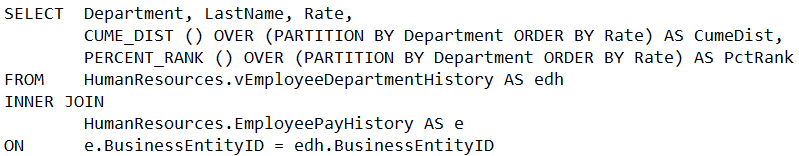 SELECT  Department, LastName, Rate,
        CUME_DIST () OVER (PARTITION BY Department ORDER BY Rate) AS CumeDist,
        PERCENT_RANK () OVER (PARTITION BY Department ORDER BY Rate) AS PctRank
FROM    HumanResources.vEmployeeDepartmentHistory AS edh
INNER JOIN
        HumanResources.EmployeePayHistory AS e
ON      e.BusinessEntityID = edh.BusinessEntityID